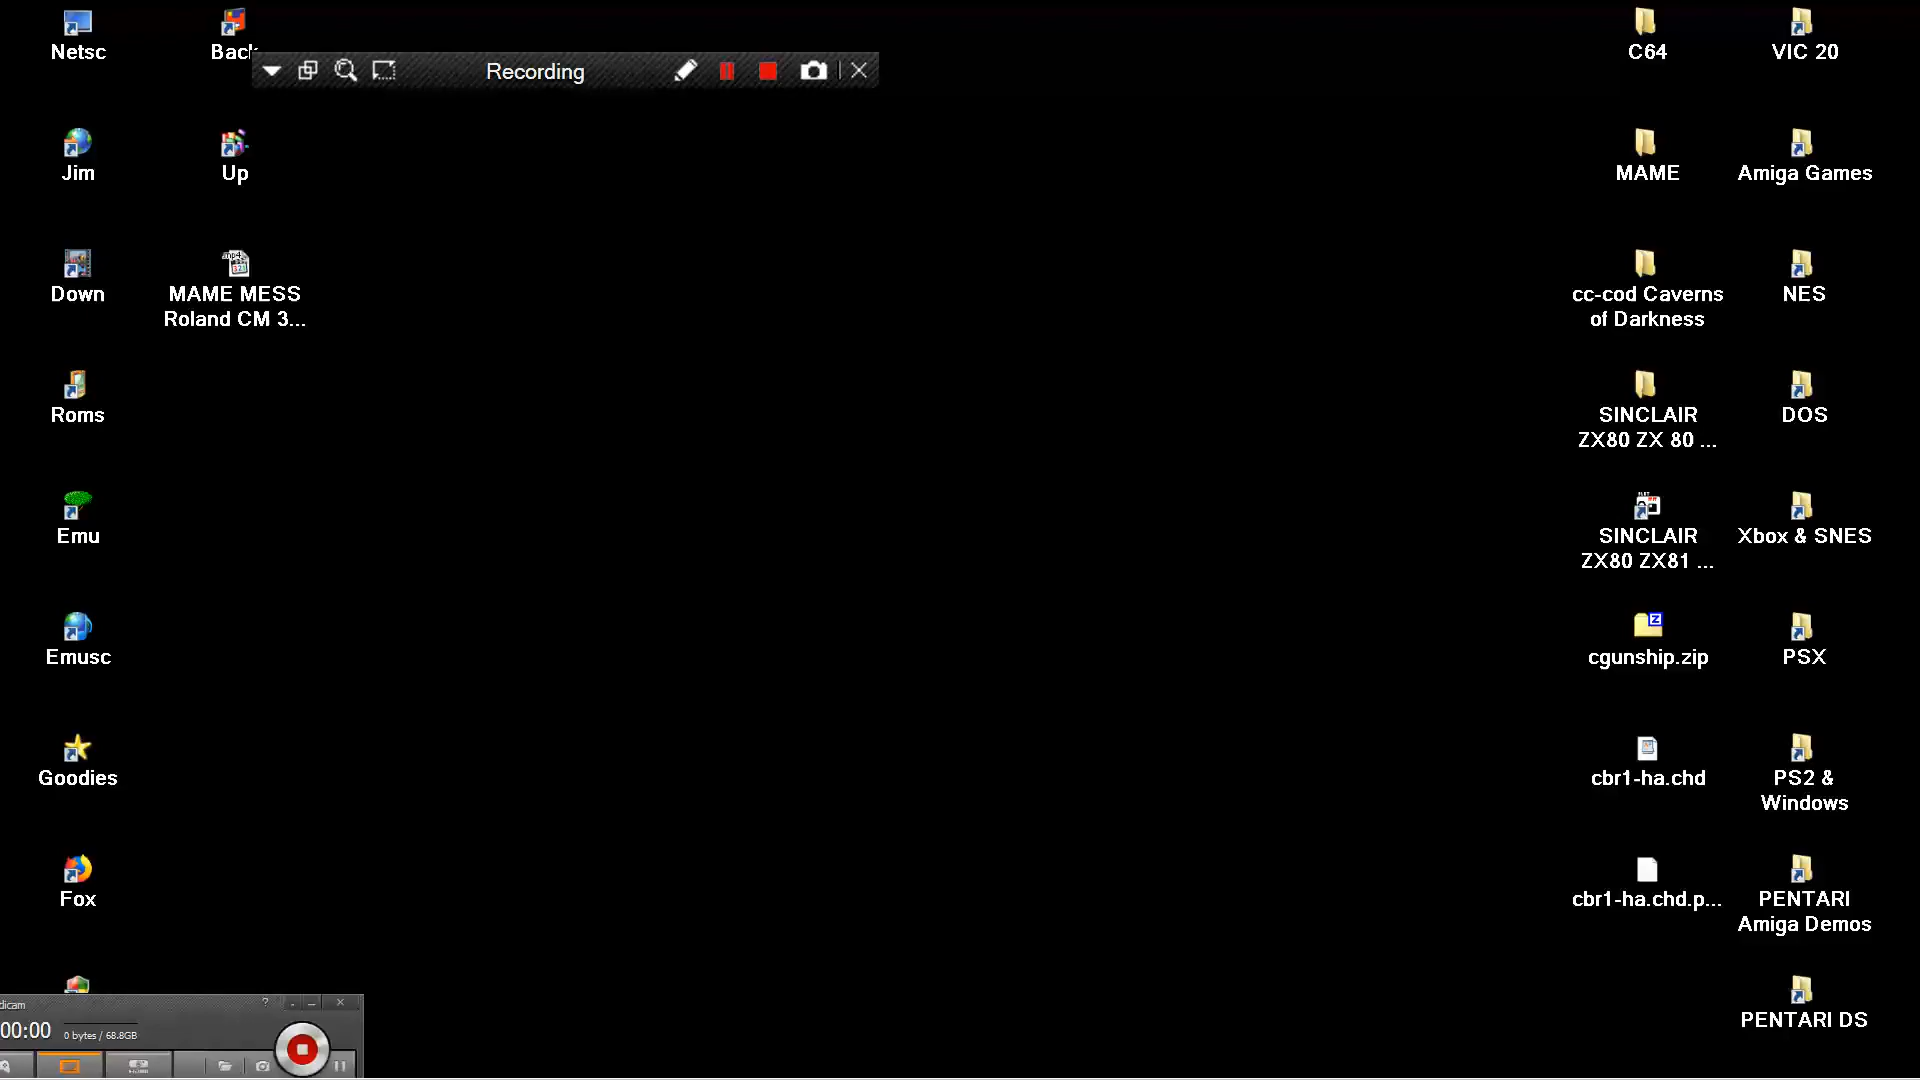 Netsc
Back
Recording
C64
VIC 20
Jim
Up
MAME
Amiga Games
Down
MAME MESS
Roland CM 3...
cc-cod Caverns
of Darkness
NES
Roms
SINCLAIR
ZX80 ZX 80 ...
DOS
Emu
SINCLAIR
ZX80 ZX81 ...
Xbox & SNES
Emusc
cgunship.zip
PSX
Goodies
cbr1-ha.chd
PS2 &
Windows
Fox
cbr1-ha.chd.p...
PENTARI
Amiga Demos
dicam
00:00
0 bytes / 68.8GB
PENTARI DS